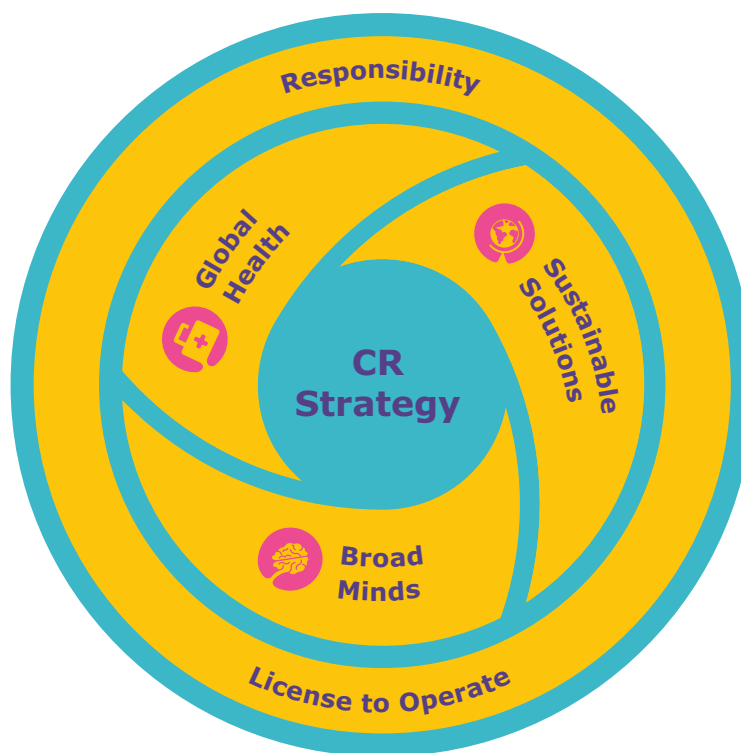 Responsibility
Global
Health
Sustainable
Solutions
CR
Strategy
Broad
Minds
License to Operate